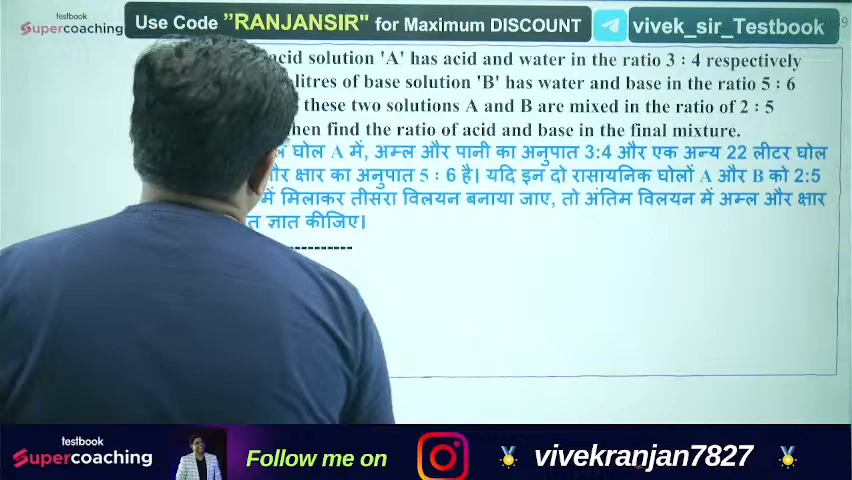 testbook
Supercoaching
Use Code "RANJANSIR" for Maximum DISCOUNT
vivek_sir_Testbook
acid solution 'A' has acid and water in the ratio 3 : 4 respectively
litres of base solution 'B' has water and base in the ratio 5 : 6
these two solutions A and B are mixed in the ratio of 2 : 5
then find the ratio of acid and base in the final mixture.
घोल A में, अम्ल और पानी का अनुपात 3:4 और एक अन्य 22 लीटर घोल
और क्षार का अनुपात 5 : 6 है। यदि इन दो रासायनिक घोलों A और B को 2:5
में मिलाकर तीसरा विलयन बनाया जाए, तो अंतिम विलयन में अम्ल और क्षार
ज्ञात कीजिए।
testbook
Supercoaching
Follow me on
vivekranjan7827